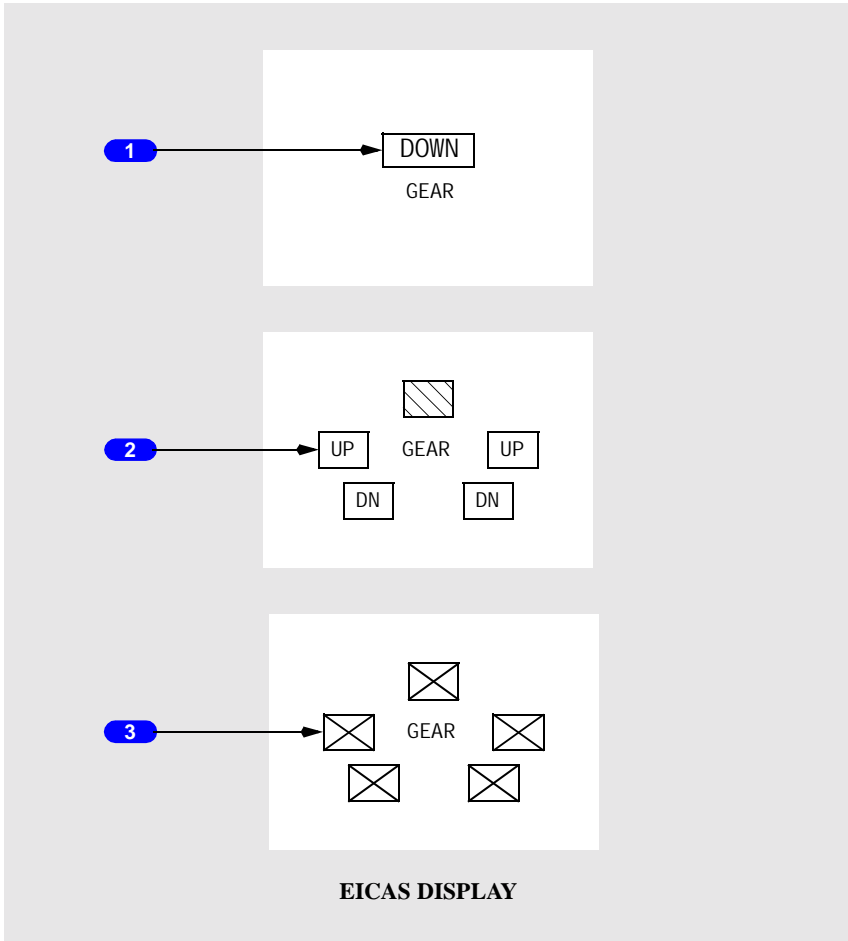 1
DOWN
GEAR
2
UP GEAR UP
DN DN
3
GEAR
EICAS DISPLAY